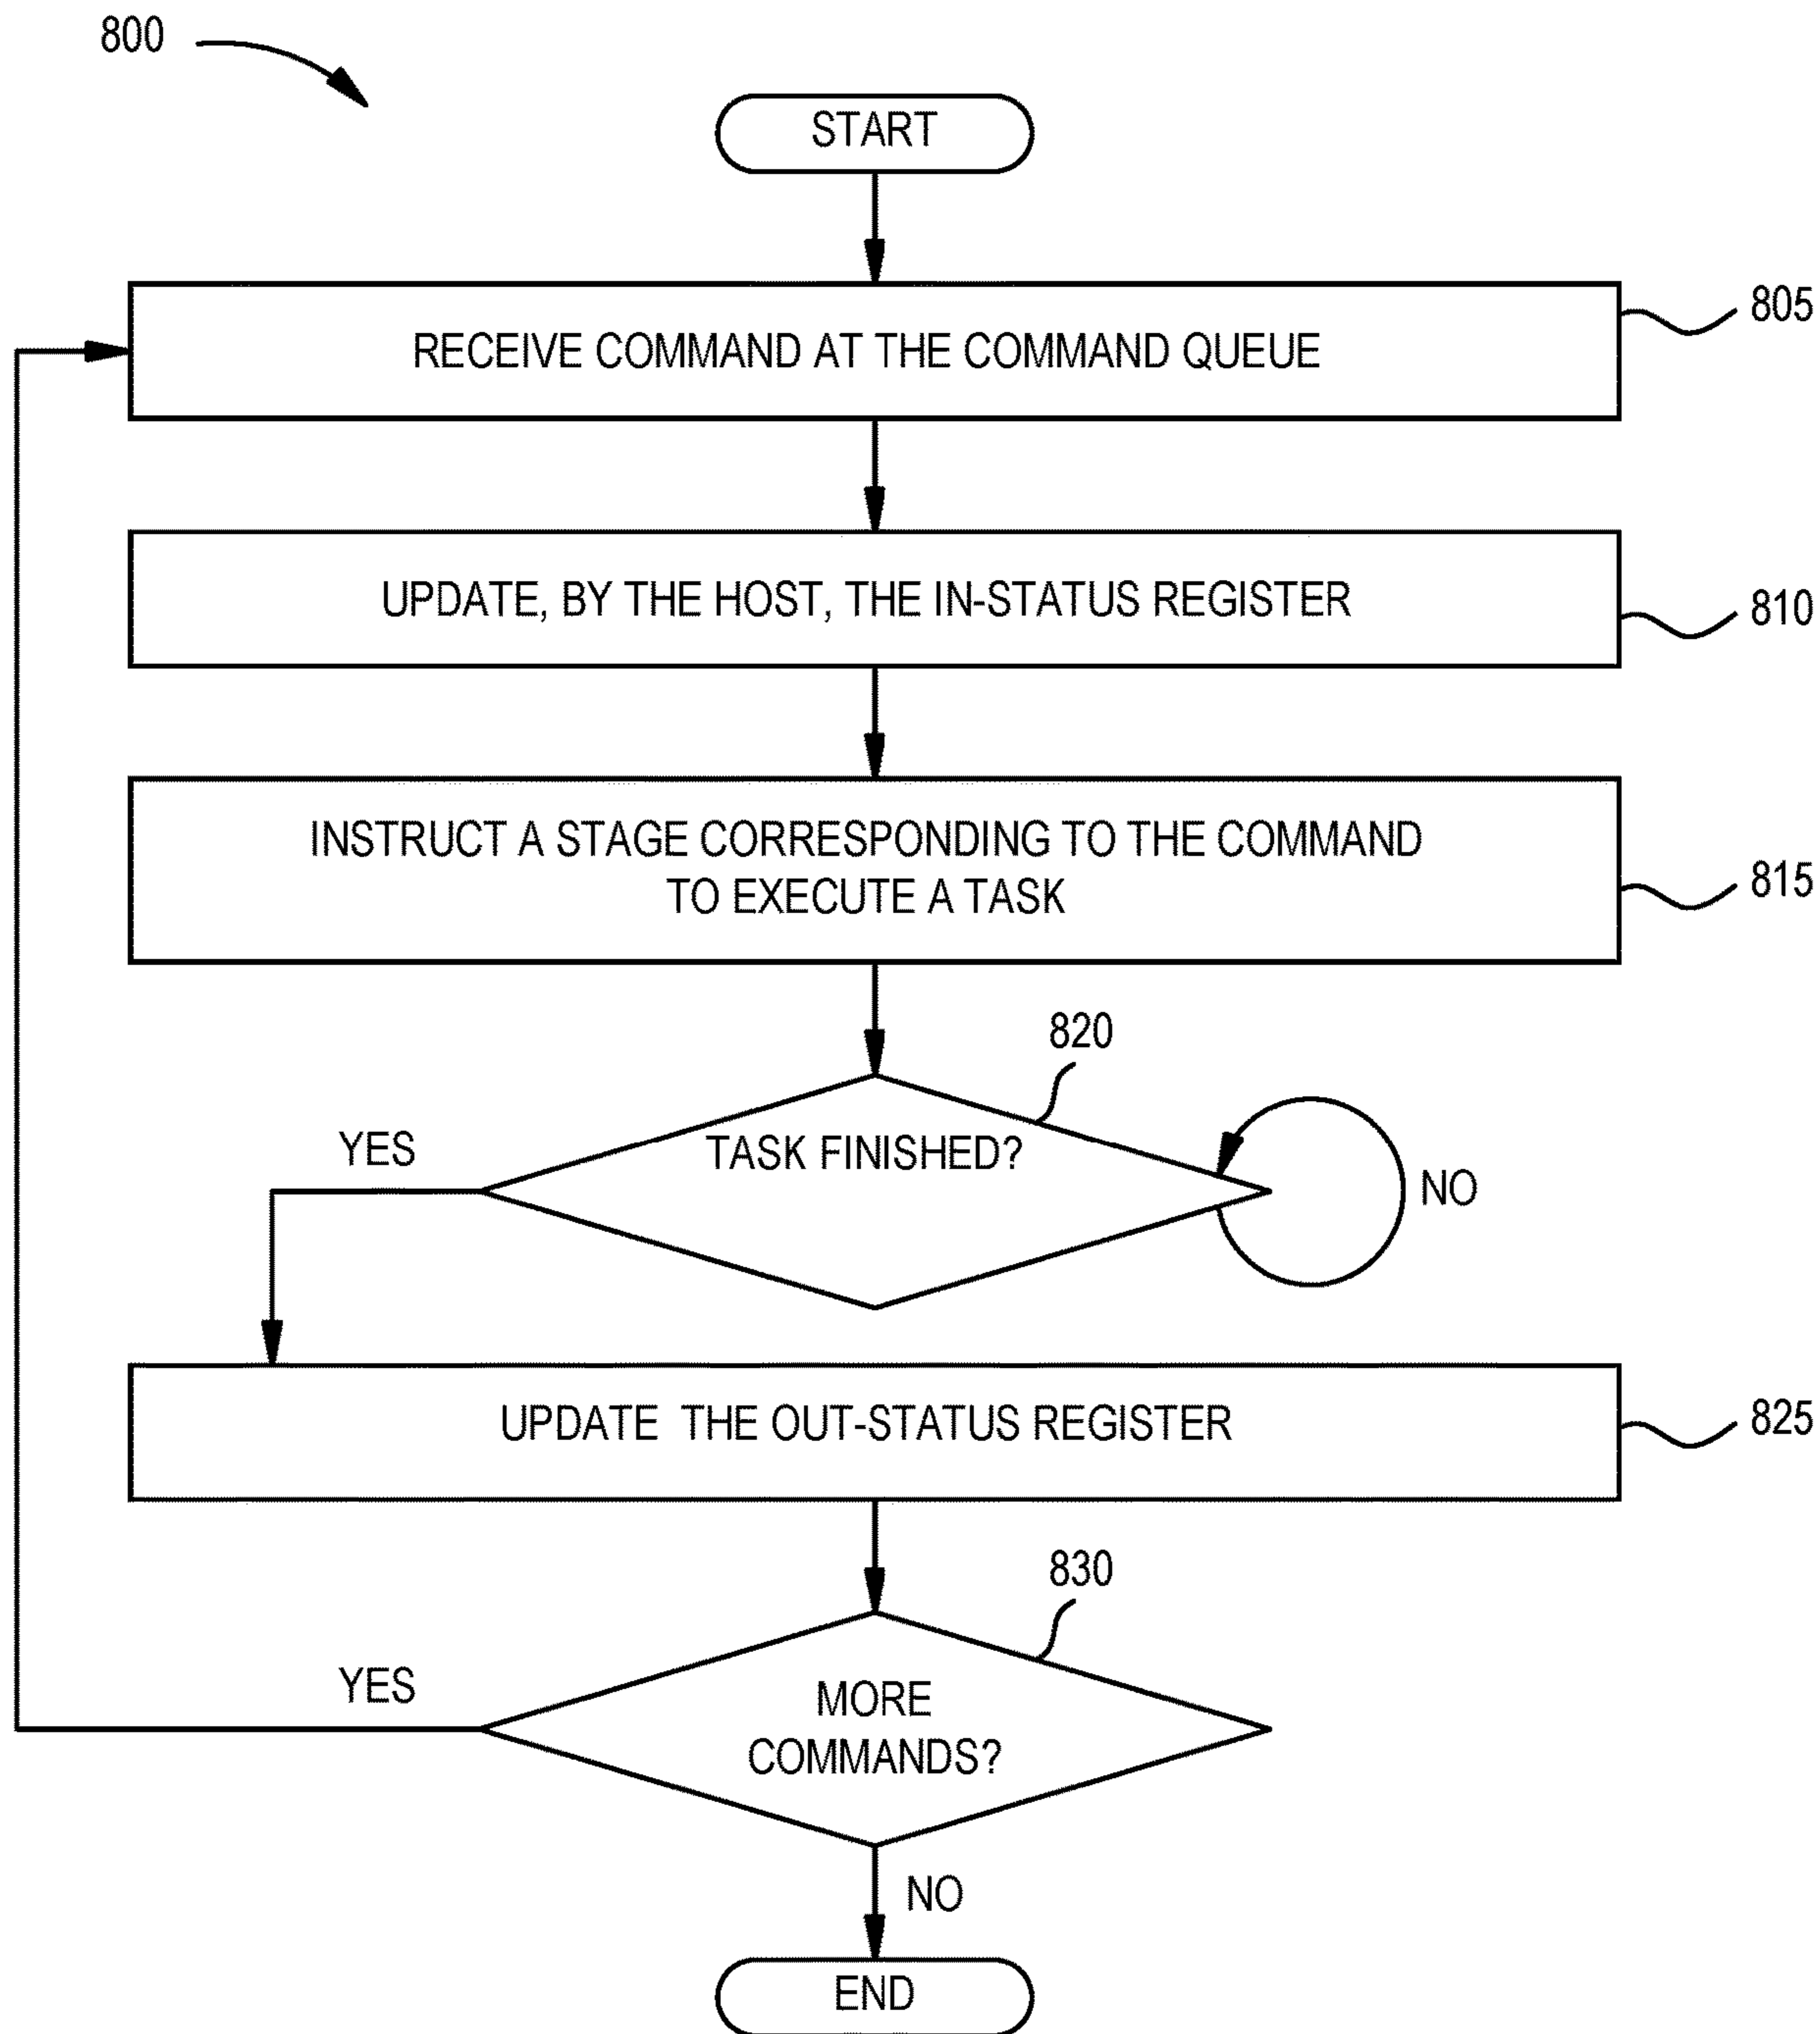 800
START
RECEIVE COMMAND AT THE COMMAND QUEUE
805
UPDATE, BY THE HOST, THE IN-STATUS REGISTER
810
INSTRUCT A STAGE CORRESPONDING TO THE COMMAND
TO EXECUTE A TASK
815
820
YES
TASK FINISHED?
NO
UPDATE THE OUT-STATUS REGISTER
825
830
YES
MORE
COMMANDS?
NO
END